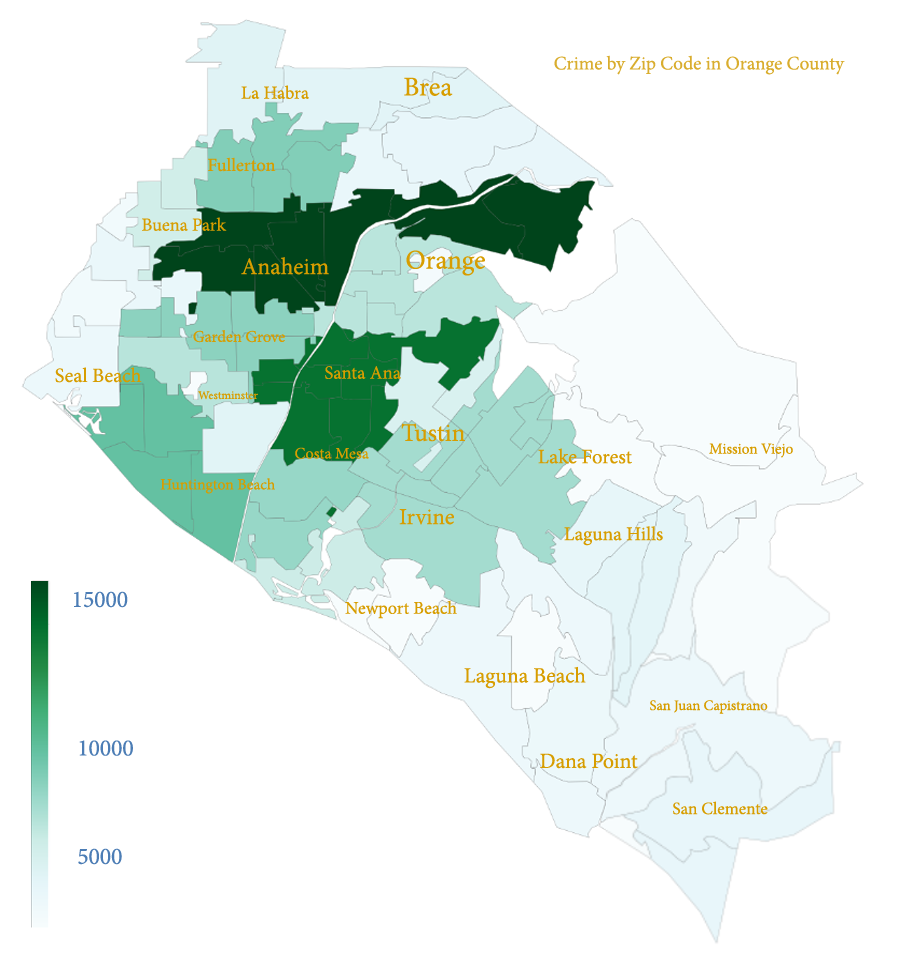 Crime by Zip Code in Orange County
La Habra
Brea
Fullerton
Buena Park
Anaheim
Orange
Garden Grove
Seal Beach
Santa Ana
Westminster
Tustin
Costa Mesa
Lake Forest
Mission Viejo
Huntington Beach
Irvine
Laguna Hills
15000
Newport Beach
Laguna Beach
San Juan Capistrano
10000
Dana Point
San Clemente
5000